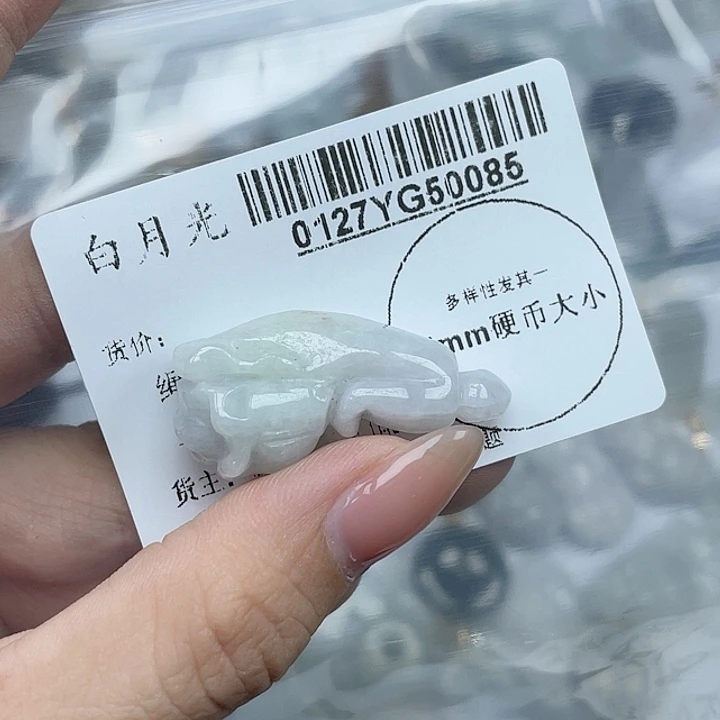 白月光
0127YG50085
多样性发其一
mm硬币大小
货价：
货主：
题